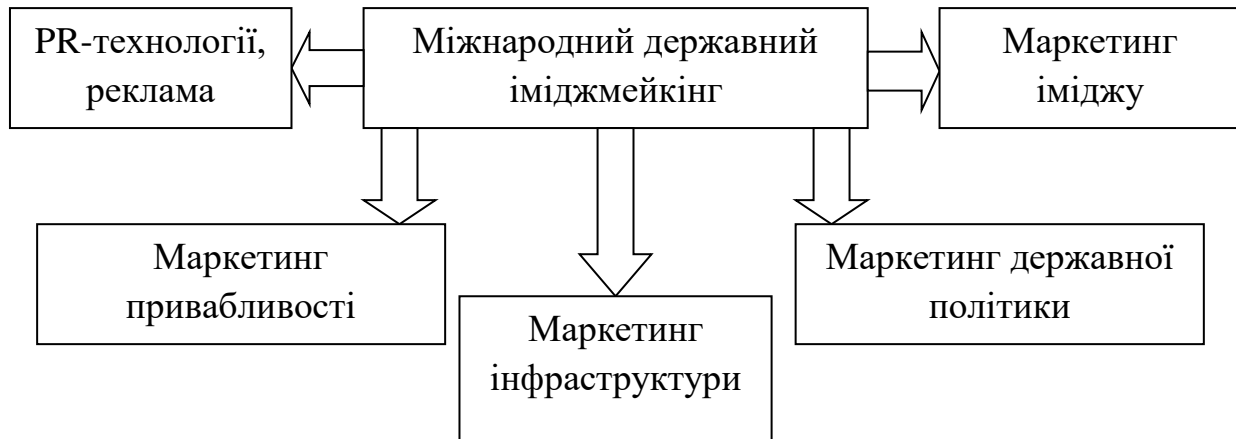 PR-технології,
реклама
Міжнародний державний
іміджмейкінг
Маркетинг
іміджу
Маркетинг
привабливості
Маркетинг
інфраструктури
Маркетинг державної
політики